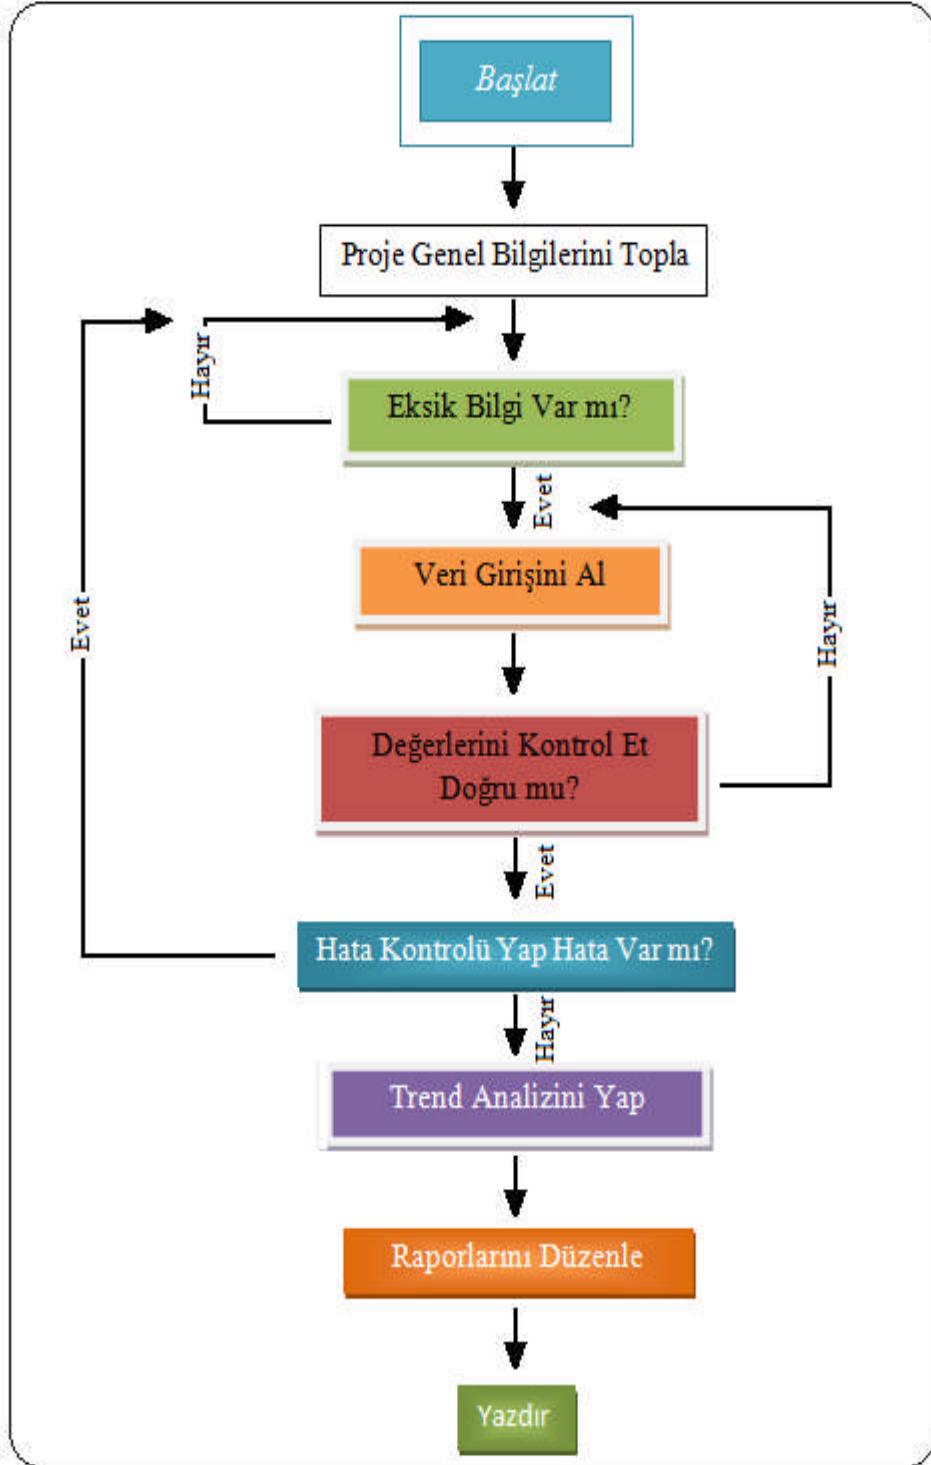 Başlat
Proje Genel Bilgilerini Topla
Hayır
Eksik Bilgi Var mı?
Evet
Veri Girişini Al
Evet
Hayır
Değerlerini Kontrol Et
Doğru mu?
Evet
Hata Kontrolü Yap Hata Var mı?
Hayır
Trend Analizini Yap
Raporlarını Düzenle
Yazdır